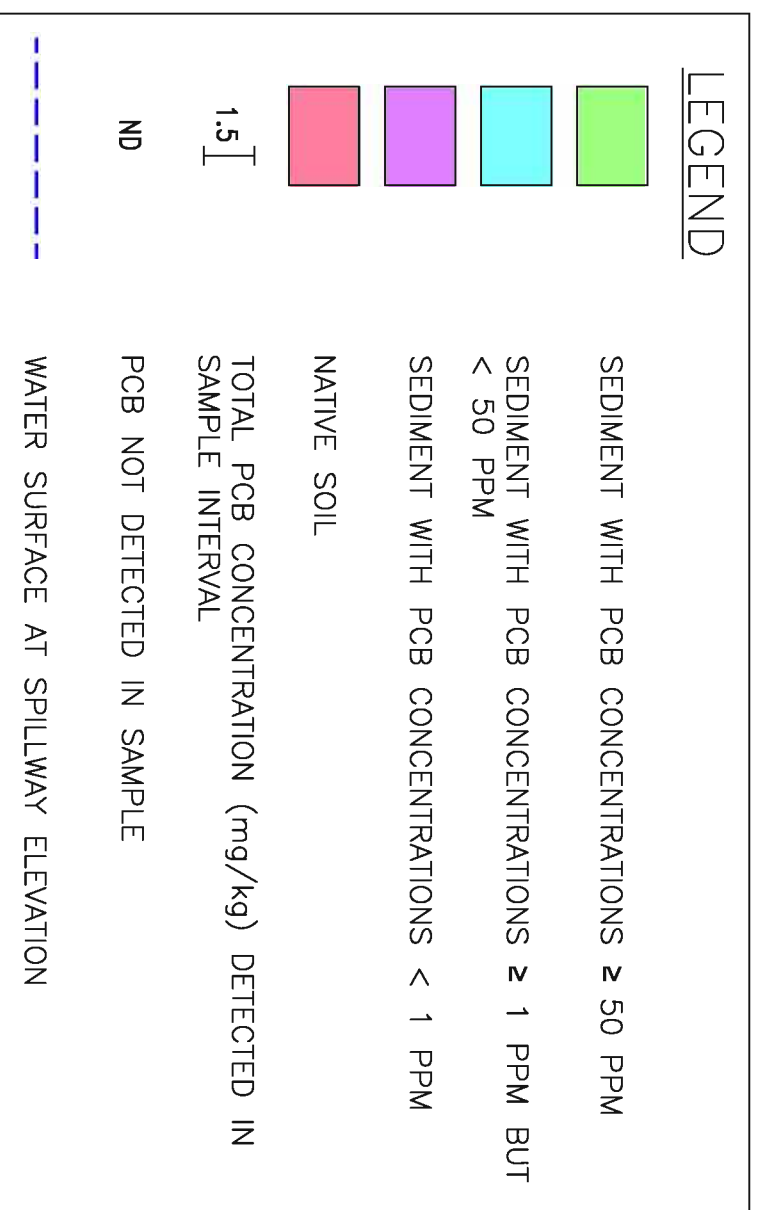 LEGEND
SEDIMENT WITH PCB CONCENTRATIONS ≥ 50 PPM
SEDIMENT WITH PCB CONCENTRATIONS ≥ 1 PPM BUT
< 50 PPM
SEDIMENT WITH PCB CONCENTRATIONS < 1 PPM
NATIVE SOIL
1.5
TOTAL PCB CONCENTRATION (mg/kg) DETECTED IN
SAMPLE INTERVAL
ND
PCB NOT DETECTED IN SAMPLE
WATER SURFACE AT SPILLWAY ELEVATION